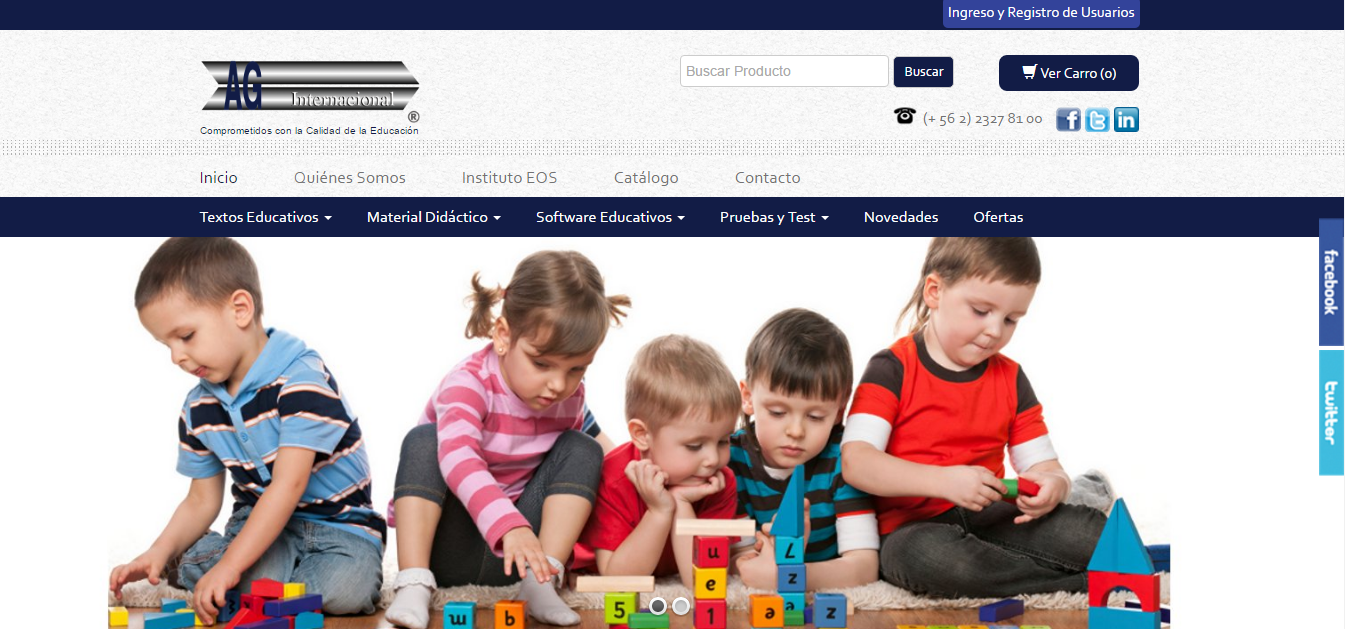 Ingreso y Registro de Usuarios
AG
Internacional
®
Comprometidos con la Calidad de la Educación
Buscar Producto
Buscar
Ver Carro (0)
(+ 56 2) 2327 81 00
f t in
Inicio Quiénes Somos Instituto EOS Catálogo Contacto
Textos Educativos Material Didáctico Software Educativos Pruebas y Test Novedades Ofertas
facebook
twitter
u L
e z
m b 5 1 a a z